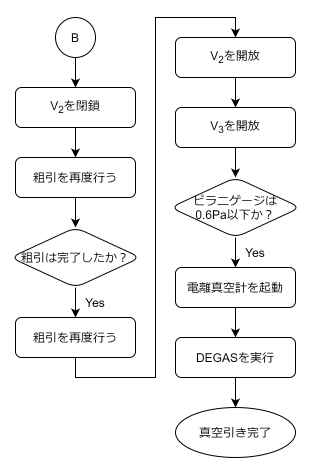 B
V₂を閉鎖
粗引を再度行う
粗引は完了したか？
Yes
粗引を再度行う
V₂を開放
V₃を開放
ピラニゲージは
0.6Pa以下か？
Yes
電離真空計を起動
DEGASを実行
真空引き完了